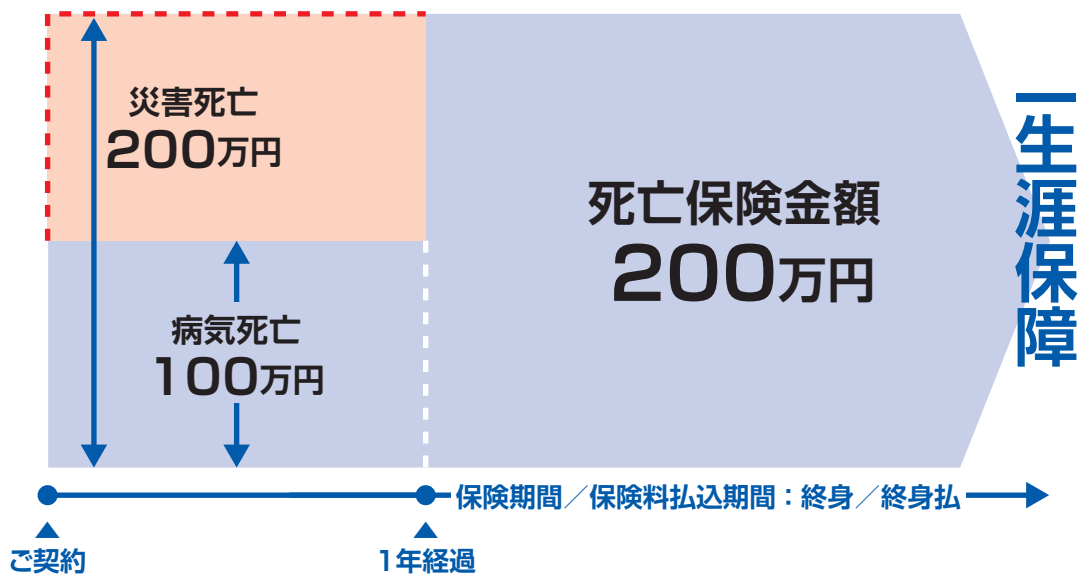 災害死亡
200万円
病気死亡
100万円
死亡保険金額
200万円
一生涯保障
保険期間／保険料払込期間：終身／終身払
ご契約
1年経過